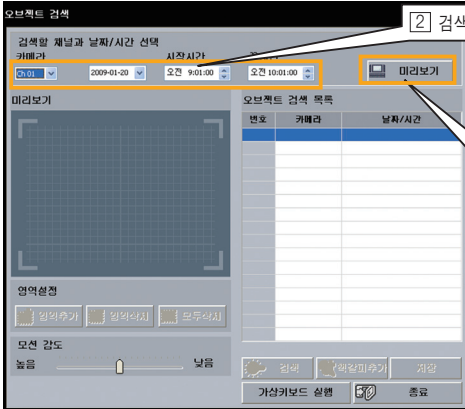 오브젝트 검색
2 검색
검색할 채널과 날짜/시간 선택
카메라 시작시간
Ch 01 2009-01-20 오전 9:01:00 오전 10:01:00 미리보기
미리보기 오브젝트 검색 목록
번호 카메라 날짜/시간
영역설정
영역추가 영역삭제 모두삭제
모션 감도
높음 낮음
검색 책갈피추가 저장
가상키보드 실행 종료